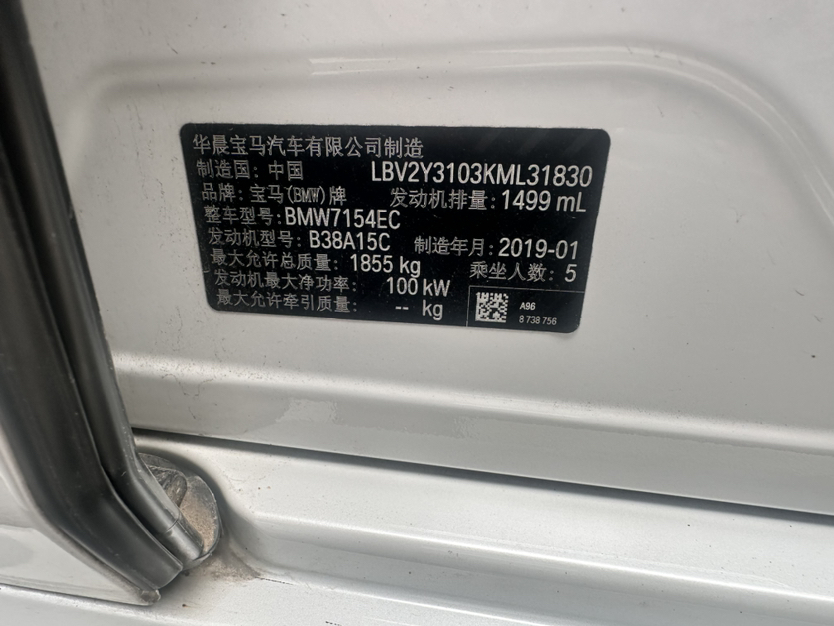 华晨宝马汽车有限公司制造
制造国: 中国 LBV2Y3103KML31830
品牌: 宝马(BMW)牌 发动机排量: 1499 mL
整车型号: BMW7154EC
发动机型号: B38A15C 制造年月: 2019-01
最大允许总质量: 1855 kg 乘坐人数: 5
发动机最大净功率: 100 kW
最大允许牵引质量: -- kg
A96
8 738 756